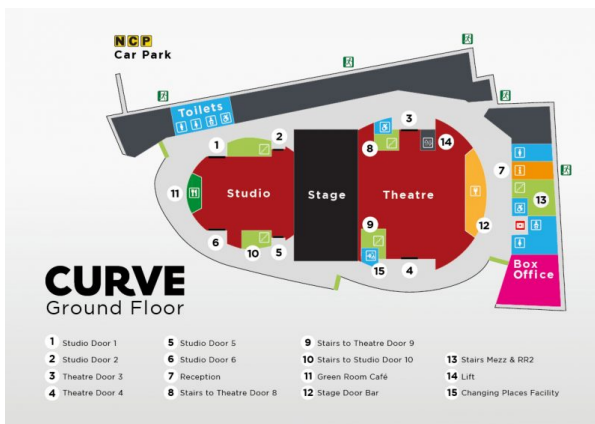 NCP
Car Park
Toilets
1
2
3
8
14
7
13
11
Studio
Stage
Theatre
9
12
6
10
5
15
4
Box
Office
CURVE
Ground Floor
1 Studio Door 1
2 Studio Door 2
3 Theatre Door 3
4 Theatre Door 4
5 Studio Door 5
6 Studio Door 6
7 Reception
8 Stairs to Theatre Door 8
9 Stairs to Theatre Door 9
10 Stairs to Studio Door 10
11 Green Room Café
12 Stage Door Bar
13 Stairs Mezz & RR2
14 Lift
15 Changing Places Facility